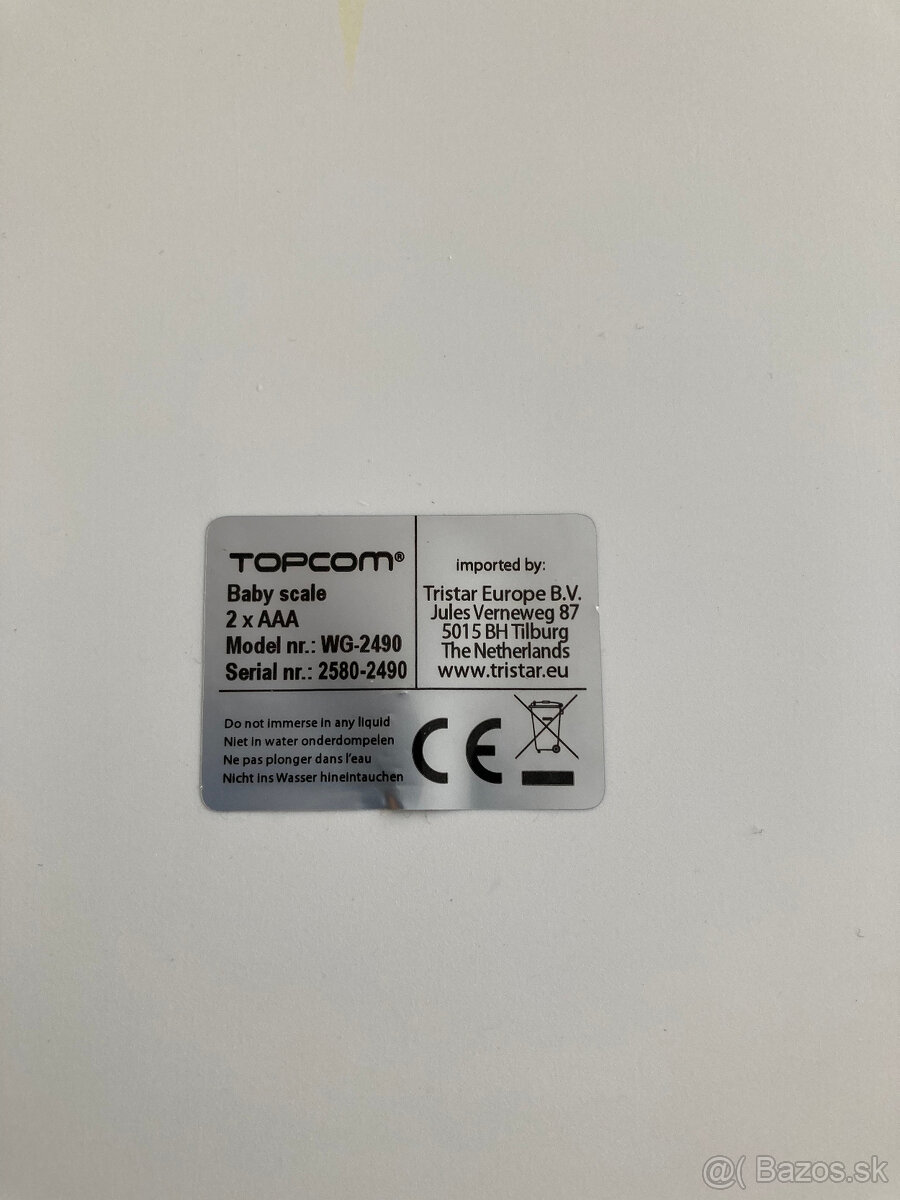 TOPCOM®
Baby scale
2 x AAA
Model nr.: WG-2490
Serial nr.: 2580-2490
imported by:
Tristar Europe B.V.
Jules Verneweg 87
5015 BH Tilburg
The Netherlands
www.tristar.eu
Do not immerse in any liquid
Niet in water onderdompelen
Ne pas plonger dans l'eau
Nicht ins Wasser hineintauchen
CE
@( Bazos.sk